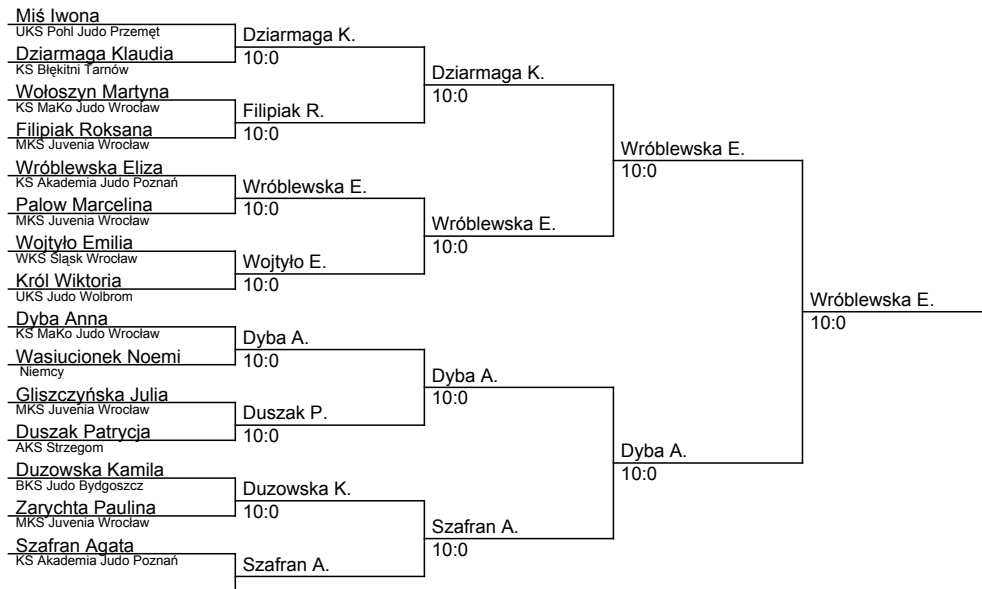 Miś Iwona
UKS Pohl Judo Przemęt
Dziarmaga Klaudia
KS Błękitni Tarnów
Wołoszyn Martyna
KS MaKo Judo Wrocław
Filipiak Roksana
MKS Juvenia Wrocław
Wróblewska Eliza
KS Akademia Judo Poznań
Palow Marcelina
MKS Juvenia Wrocław
Wojtyło Emilia
WKS Śląsk Wrocław
Król Wiktoria
UKS Judo Wolbrom
Dyba Anna
KS MaKo Judo Wrocław
Wasiucionek Noemi
Niemcy
Gliszczyńska Julia
MKS Juvenia Wrocław
Duszak Patrycja
AKS Strzegom
Duzowska Kamila
BKS Judo Bydgoszcz
Zarychta Paulina
MKS Juvenia Wrocław
Szafran Agata
KS Akademia Judo Poznań
Dziarmaga K.
10:0
Filipiak R.
10:0
Wróblewska E.
10:0
Wojtyło E.
10:0
Dyba A.
10:0
Duszak P.
10:0
Duzowska K.
10:0
Szafran A.
Dziarmaga K.
10:0
Wróblewska E.
10:0
Dyba A.
10:0
Szafran A.
10:0
Wróblewska E.
10:0
Dyba A.
10:0
Wróblewska E.
10:0